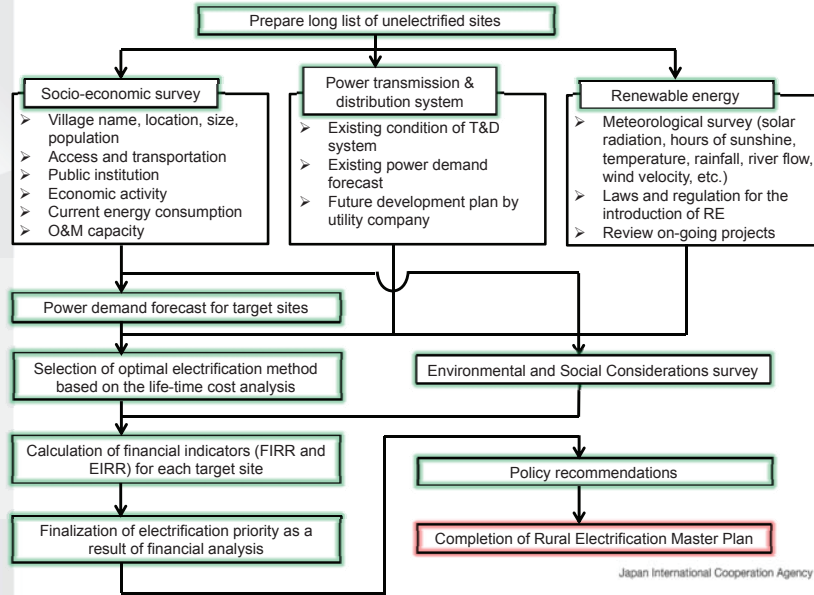 Prepare long list of unelectrified sites
Socio-economic survey
➢ Village name, location, size,
population
➢ Access and transportation
➢ Public institution
➢ Economic activity
➢ Current energy consumption
➢ O&M capacity
Power transmission &
distribution system
➢ Existing condition of T&D
system
➢ Existing power demand
forecast
➢ Future development plan by
utility company
Renewable energy
➢ Meteorological survey (solar
radiation, hours of sunshine,
temperature, rainfall, river flow,
wind velocity, etc.)
➢ Laws and regulation for the
introduction of RE
➢ Review on-going projects
Power demand forecast for target sites
Selection of optimal electrification method
based on the life-time cost analysis
Environmental and Social Considerations survey
Calculation of financial indicators (FIRR and
EIRR) for each target site
Policy recommendations
Finalization of electrification priority as a
result of financial analysis
Completion of Rural Electrification Master Plan
Japan International Cooperation Agency